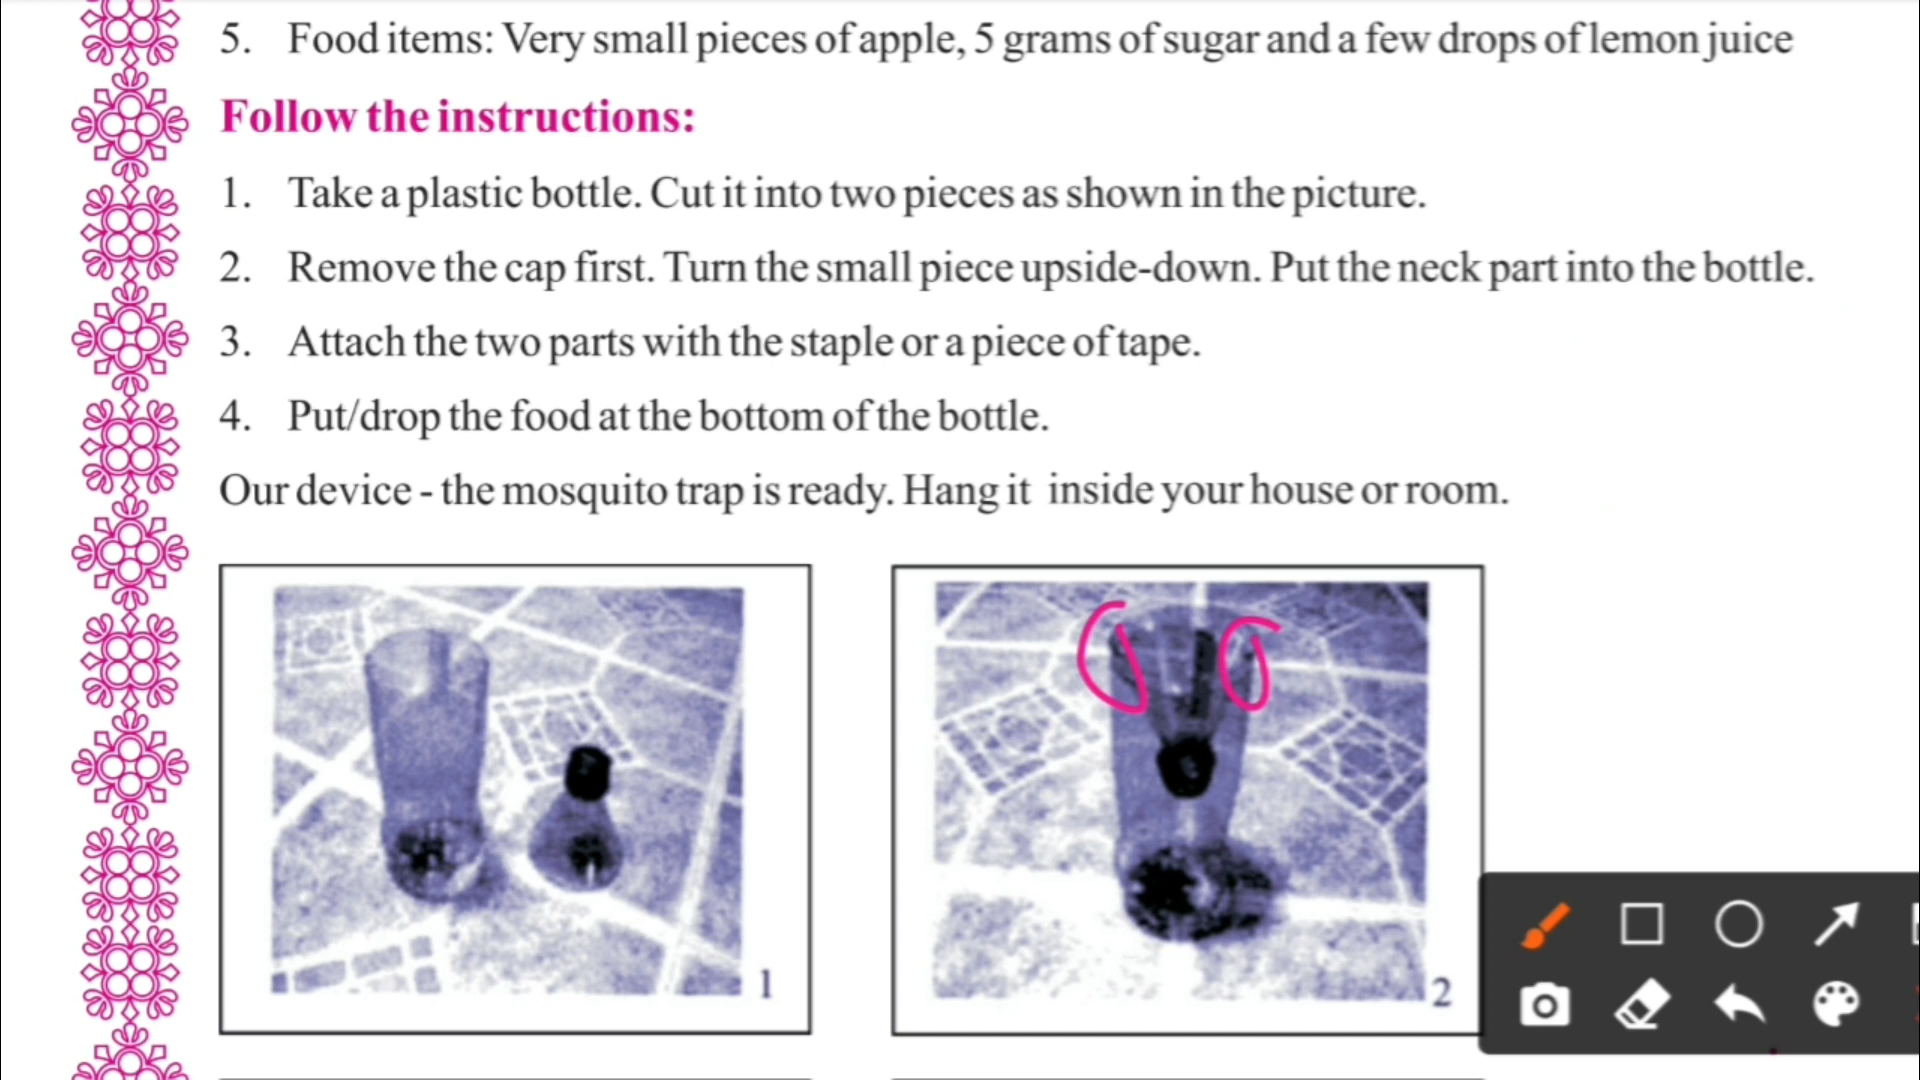 5. Food items: Very small pieces of apple, 5 grams of sugar and a few drops of lemon juice
Follow the instructions:
1. Take a plastic bottle. Cut it into two pieces as shown in the picture.
2. Remove the cap first. Turn the small piece upside-down. Put the neck part into the bottle.
3. Attach the two parts with the staple or a piece of tape.
4. Put/drop the food at the bottom of the bottle.
Our device - the mosquito trap is ready. Hang it inside your house or room.
1
2